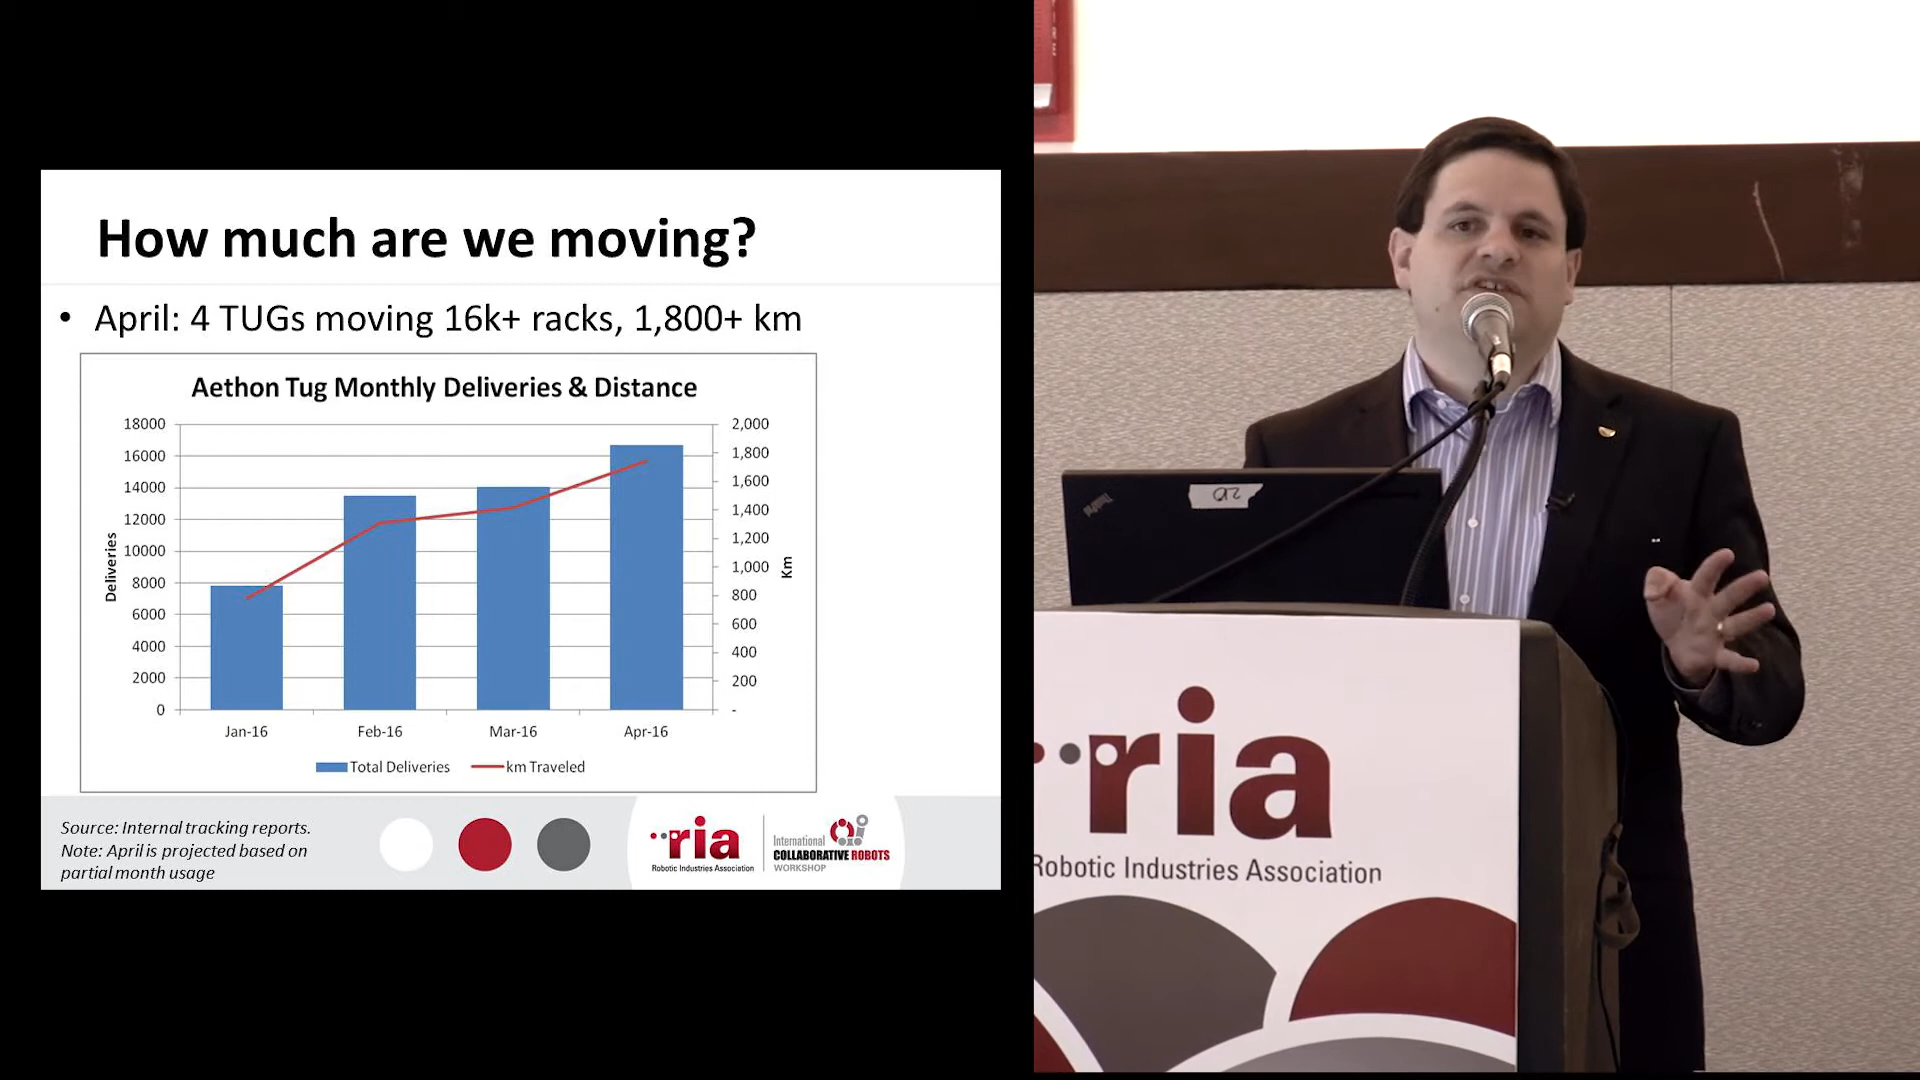 How much are we moving?
• April: 4 TUGs moving 16k+ racks, 1,800+ km
Aethon Tug Monthly Deliveries & Distance
18000
16000
14000
12000
10000
8000
6000
4000
2000
0
Deliveries
2,000
1,800
1,600
1,400
1,200
1,000
800
600
400
200
-
Km
Jan-16 Feb-16 Mar-16 Apr-16
Total Deliveries km Traveled
Source: Internal tracking reports.
Note: April is projected based on
partial month usage
ria
Robotic Industries Association
International
COLLABORATIVE ROBOTS
WORKSHOP
ThinkPad
ria
Robotic Industries Association